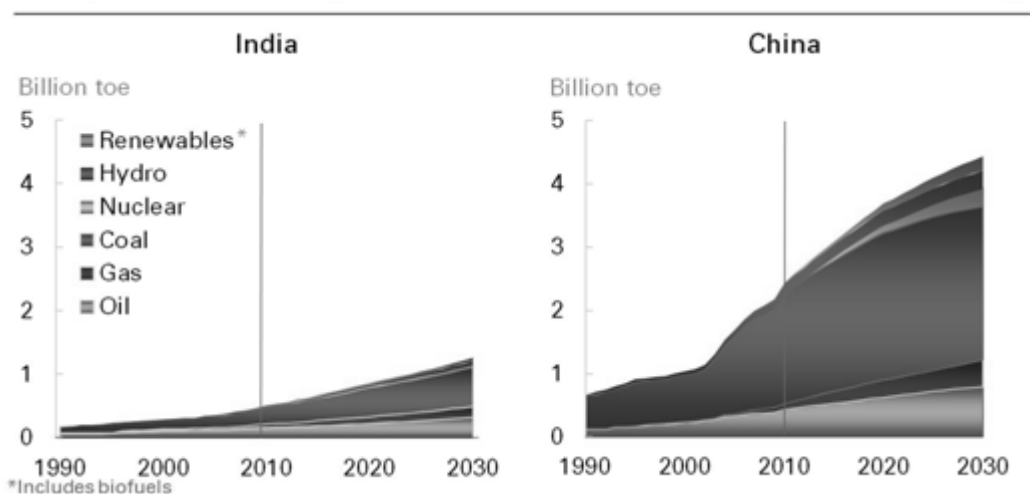 India
Billion toe
5
4
3
2
1
0
Renewables*
Hydro
Nuclear
Coal
Gas
Oil
1990 2000 2010 2020 2030
*Includes biofuels
China
Billion toe
5
4
3
2
1
0
1990 2000 2010 2020 2030